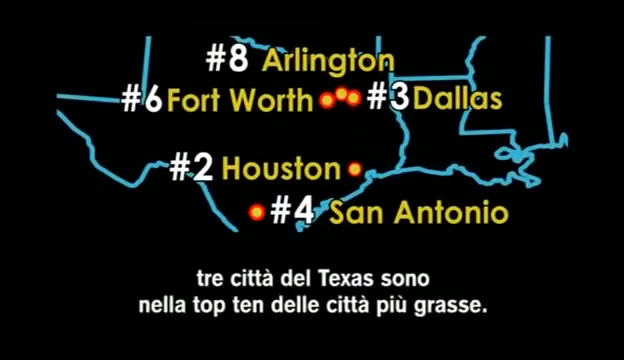 #8 Arlington
#6 Fort Worth #3 Dallas
#2 Houston
#4 San Antonio
tre città del Texas sono
nella top ten delle città più grasse.